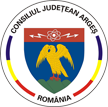 CONSILIUL JUDEȚEAN ARGEȘ
ROMÂNIA